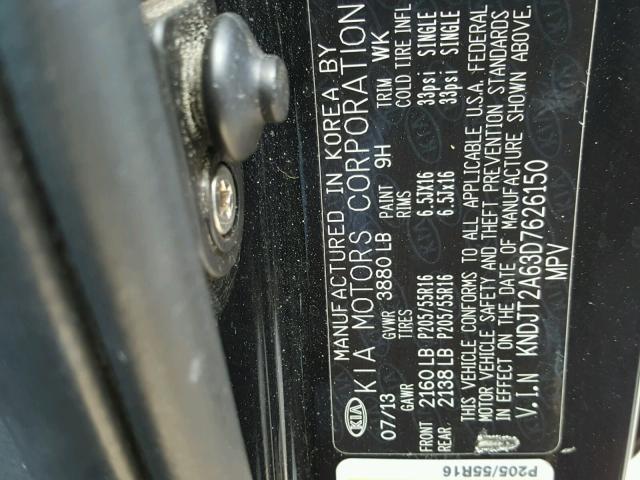 MANUFACTURED IN KOREA BY
KIA KIA MOTORS CORPORATION
07/13 GVWR 3880 LB PAINT 9H TRIM WK
GAWR TIRES RIMS COLD TIRE INFL
FRONT 2160 LB P205/55R16 6.5JX16 33psi SINGLE
REAR 2138 LB P205/55R16 6.5Jx16 33psi SINGLE
THIS VEHICLE CONFORMS TO ALL APPLICABLE U.S.A. FEDERAL
MOTOR VEHICLE SAFETY AND THEFT PREVENTION STANDARDS
IN EFFECT ON THE DATE OF MANUFACTURE SHOWN ABOVE.
V.I.N KNDJT2A63D7626150
MPV
P205/55R16